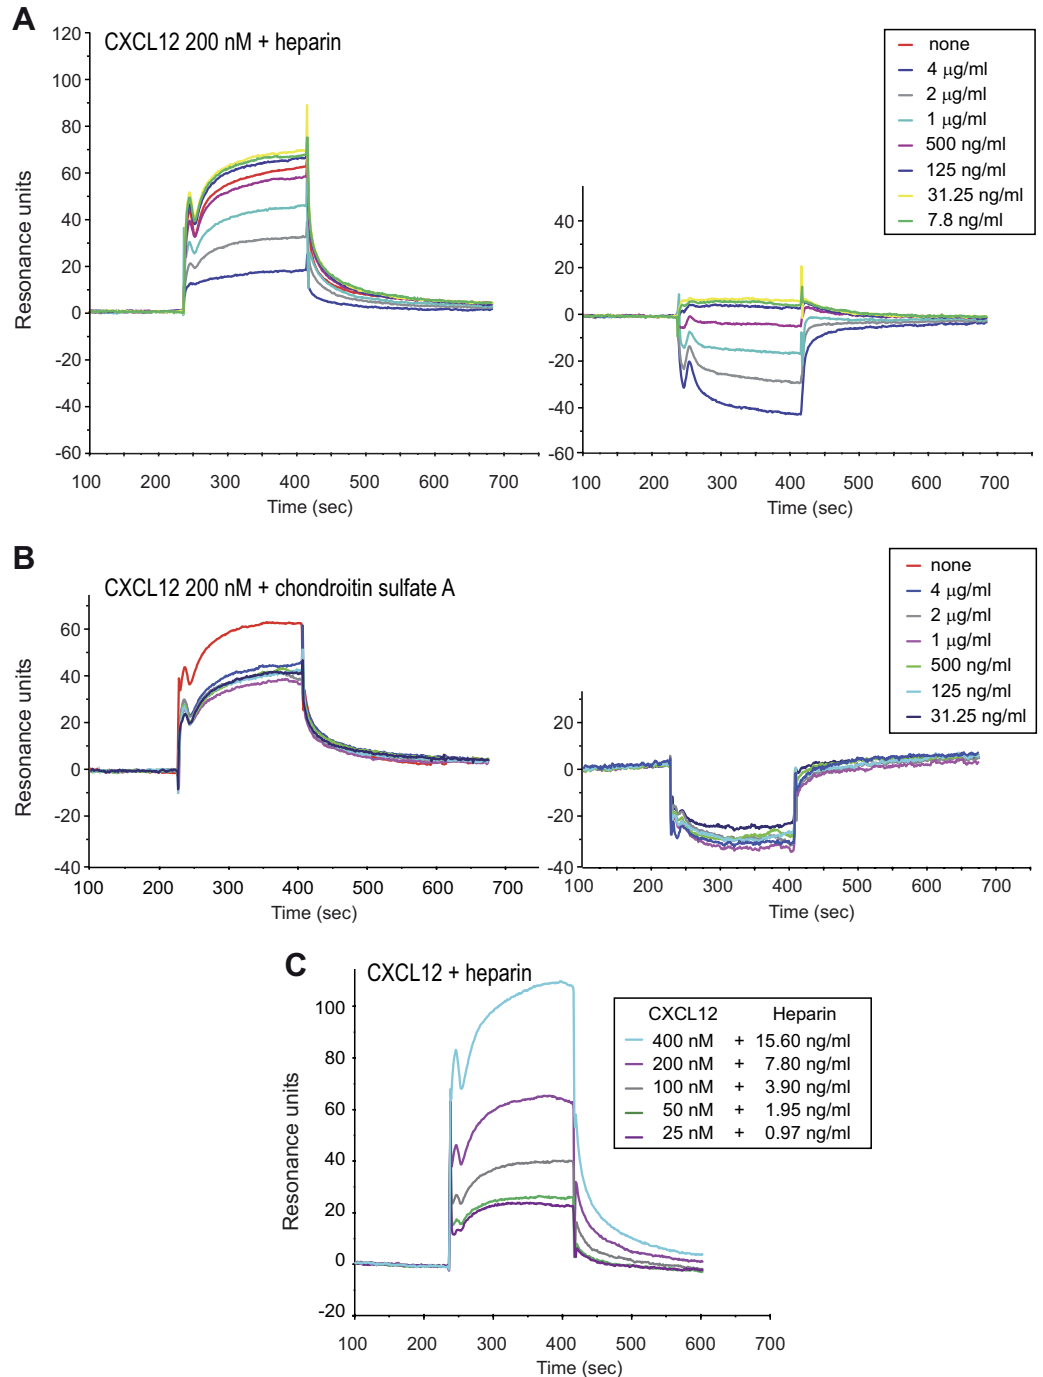 A
CXCL12 200 nM + heparin
120
100
80
60
40
20
0
-20
-40
-60
Resonance units
100 200 300 400 500 600 700
Time (sec)
40
20
0
-20
-40
-60
100 200 300 400 500 600 700
Time (sec)
none
4 μg/ml
2 μg/ml
1 μg/ml
500 ng/ml
125 ng/ml
31.25 ng/ml
7.8 ng/ml
B
CXCL12 200 nM + chondroitin sulfate A
60
40
20
0
-20
-40
Resonance units
100 200 300 400 500 600 700
Time (sec)
20
0
-20
-40
100 200 300 400 500 600 700
Time (sec)
none
4 μg/ml
2 μg/ml
1 μg/ml
500 ng/ml
125 ng/ml
31.25 ng/ml
C
CXCL12 + heparin
100
80
60
40
20
0
-20
Resonance units
100 200 300 400 500 600 700
Time (sec)
CXCL12 Heparin
400 nM + 15.60 ng/ml
200 nM + 7.80 ng/ml
100 nM + 3.90 ng/ml
50 nM + 1.95 ng/ml
25 nM + 0.97 ng/ml